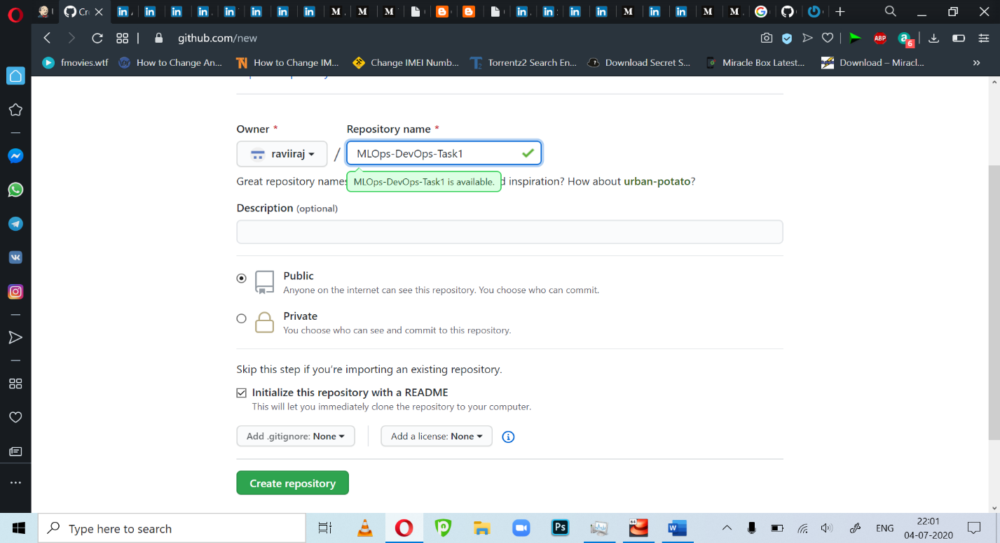 Cr
github.com/new
ABP
6
fmovies.wtf
How to Change An...
How to Change IM...
Change IMEI Numb...
Torrentz2 Search En...
Download Secret S...
Miracle Box Latest...
Download – Miracl...
»
Owner *
Repository name *
raviiraj
/
MLOps-DevOps-Task1
Great repository names
MLOps-DevOps-Task1 is available.
d inspiration? How about urban-potato?
Description (optional)
Public
Anyone on the internet can see this repository. You choose who can commit.
Private
You choose who can see and commit to this repository.
Skip this step if you're importing an existing repository.
Initialize this repository with a README
This will let you immediately clone the repository to your computer.
Add .gitignore: None
Add a license: None
Create repository
Type here to search
Ps
64
W
ENG
22:01
04-07-2020